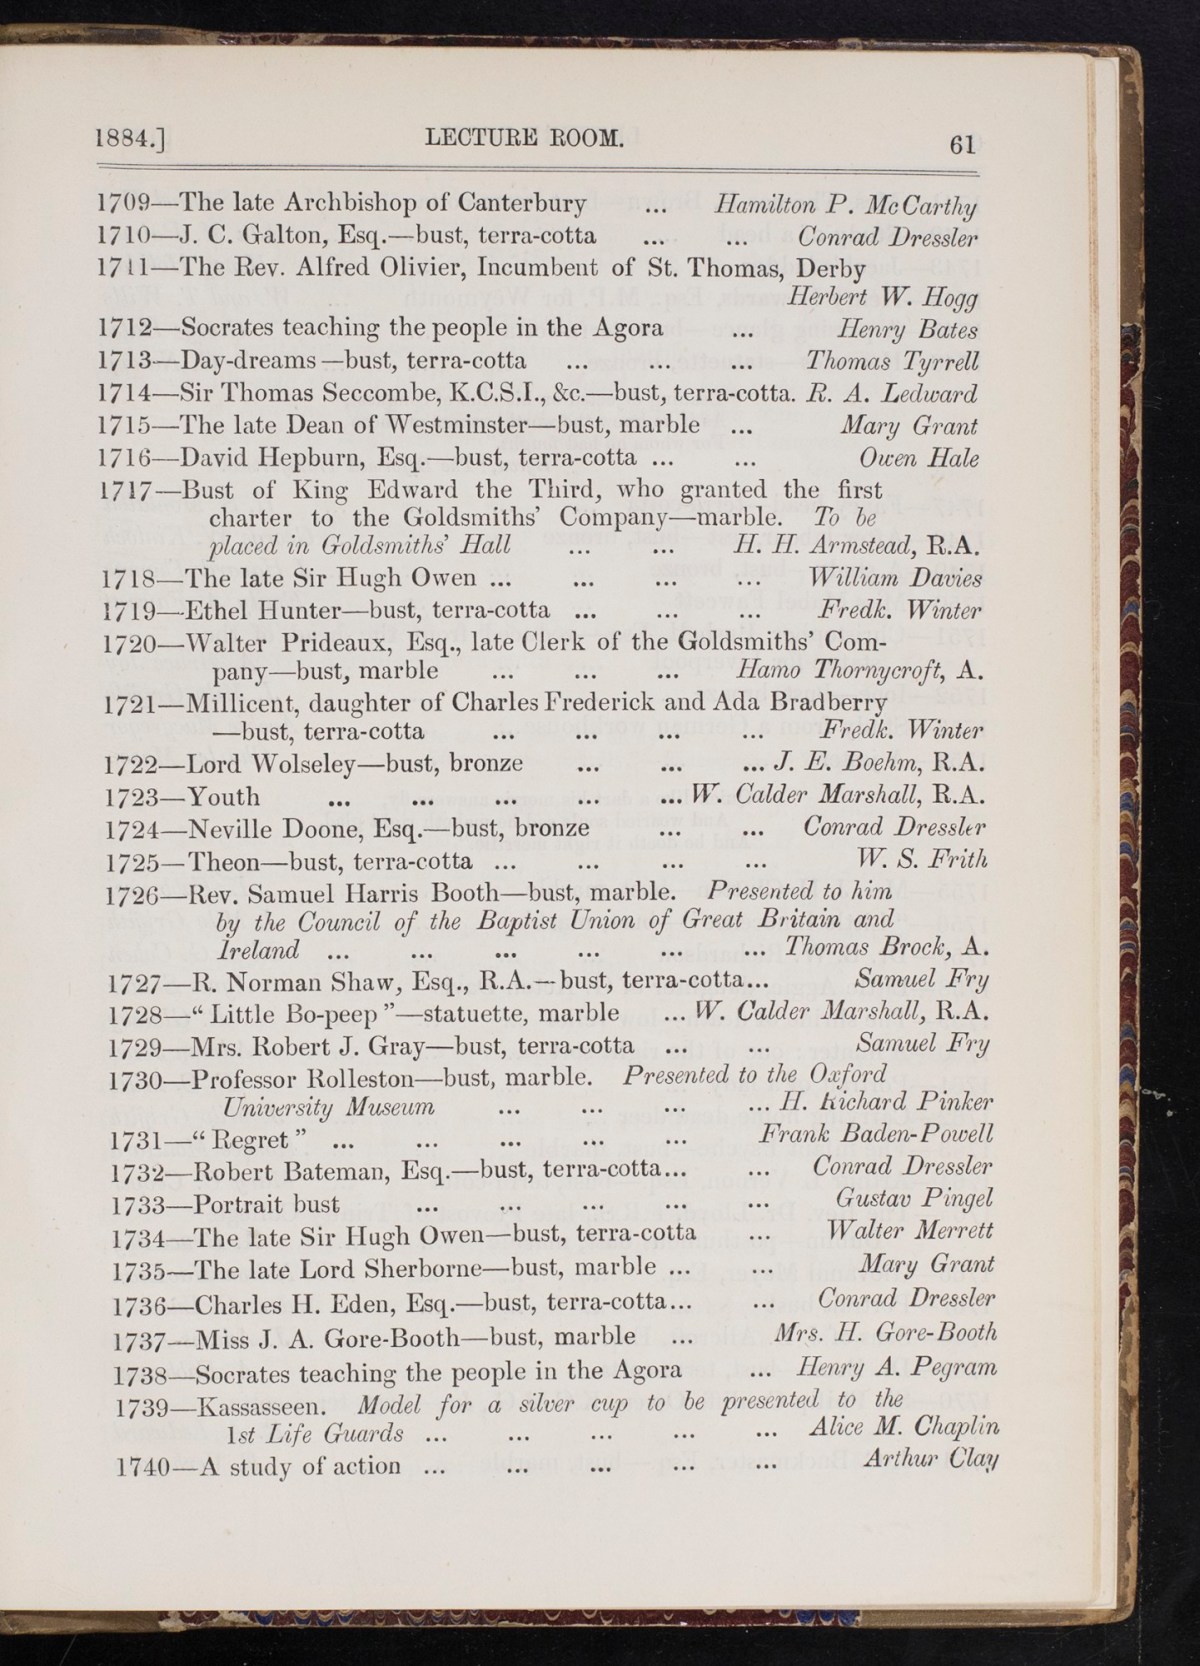 1884.] LECTURE ROOM. 61
1709—The late Archbishop of Canterbury ... Hamilton P. McCarthy
1710—J. C. Galton, Esq.—bust, terra-cotta ... ... Conrad Dressler
1711—The Rev. Alfred Olivier, Incumbent of St. Thomas, Derby
Herbert W. Hogg
1712—Socrates teaching the people in the Agora ... Henry Bates
1713—Day-dreams—bust, terra-cotta ... ... ... Thomas Tyrrell
1714—Sir Thomas Seccombe, K.C.S.I., &c.—bust, terra-cotta. R. A. Ledward
1715—The late Dean of Westminster—bust, marble ... Mary Grant
1716—David Hepburn, Esq.—bust, terra-cotta ... ... Owen Hale
1717—Bust of King Edward the Third, who granted the first
charter to the Goldsmiths' Company—marble. To be
placed in Goldsmiths' Hall ... ... H. H. Armstead, R.A.
1718—The late Sir Hugh Owen ... ... ... ... William Davies
1719—Ethel Hunter—bust, terra-cotta ... ... ... Fredk. Winter
1720—Walter Prideaux, Esq., late Clerk of the Goldsmiths' Com-
pany—bust, marble ... ... ... Hamo Thornycroft, A.
1721—Millicent, daughter of Charles Frederick and Ada Bradberry
—bust, terra-cotta ... ... ... ... Fredk. Winter
1722—Lord Wolseley—bust, bronze ... ... ... J. E. Boehm, R.A.
1723—Youth ... ... ... ... ... W. Calder Marshall, R.A.
1724—Neville Doone, Esq.—bust, bronze ... ... Conrad Dressler
1725—Theon—bust, terra-cotta ... ... ... ... W. S. Frith
1726—Rev. Samuel Harris Booth—bust, marble. Presented to him
by the Council of the Baptist Union of Great Britain and
Ireland ... ... ... ... ... ... Thomas Brock, A.
1727—R. Norman Shaw, Esq., R.A.—bust, terra-cotta... Samuel Fry
1728—“Little Bo-peep”—statuette, marble ... W. Calder Marshall, R.A.
1729—Mrs. Robert J. Gray—bust, terra-cotta ... ... Samuel Fry
1730—Professor Rolleston—bust, marble. Presented to the Oxford
University Museum ... ... ... ... H. Richard Pinker
1731—“Regret” ... ... ... ... ... Frank Baden-Powell
1732—Robert Bateman, Esq.—bust, terra-cotta... ... Conrad Dressler
1733—Portrait bust ... ... ... ... ... Gustav Pingel
1734—The late Sir Hugh Owen—bust, terra-cotta ... Walter Merrett
1735—The late Lord Sherborne—bust, marble ... ... Mary Grant
1736—Charles H. Eden, Esq.—bust, terra-cotta... ... Conrad Dressler
1737—Miss J. A. Gore-Booth—bust, marble ... Mrs. H. Gore-Booth
1738—Socrates teaching the people in the Agora ... Henry A. Pegram
1739—Kassasseen. Model for a silver cup to be presented to the
1st Life Guards ... ... ... ... ... Alice M. Chaplin
1740—A study of action ... ... ... ... ... Arthur Clay